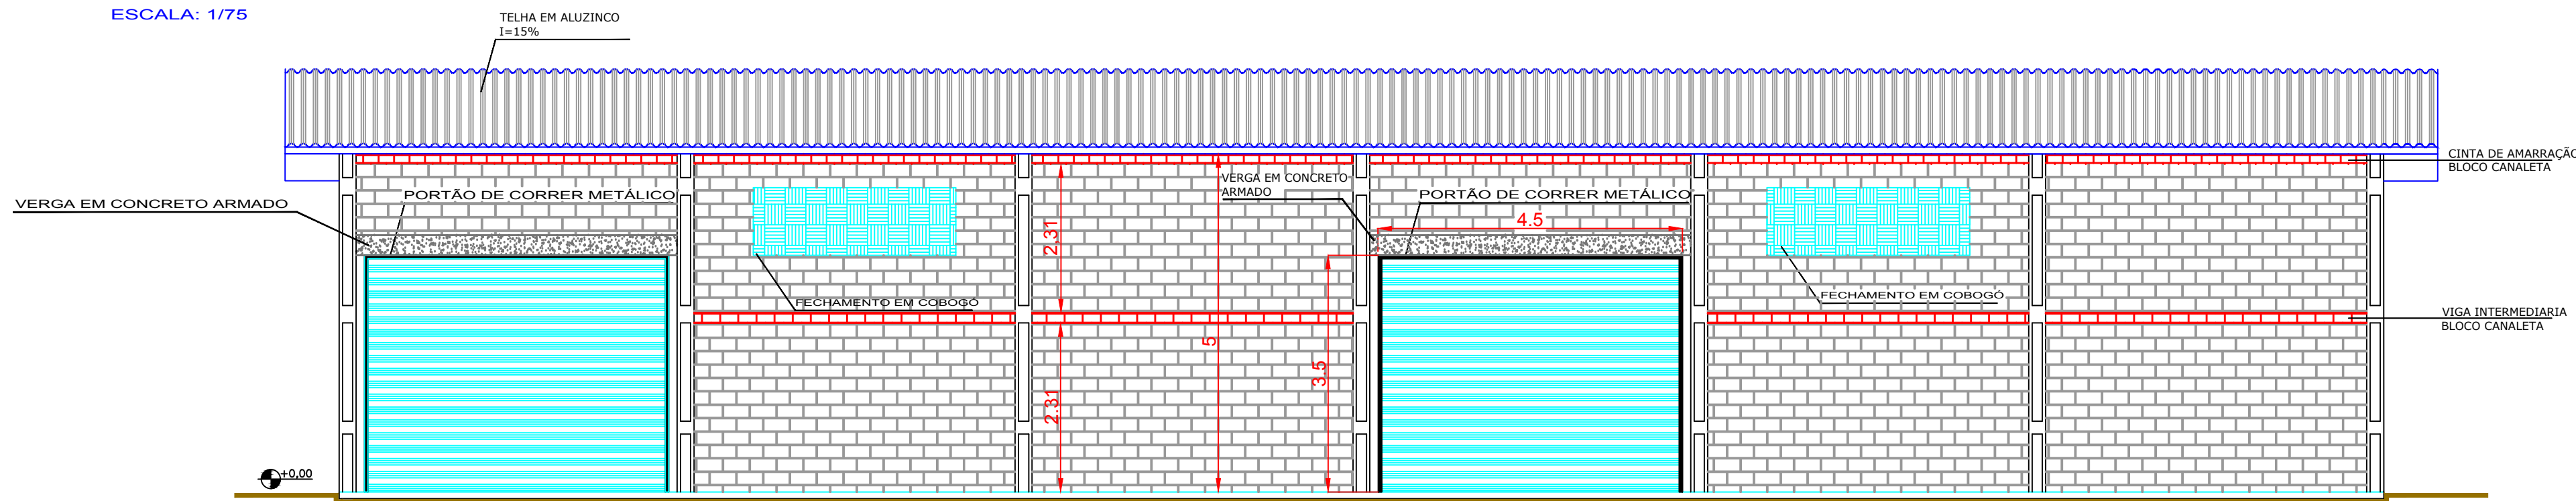 ESCALA: 1/75
TELHA EM ALUZINCO
I=15%
CINTA DE AMARRAÇÃO
BLOCO CANALETA
VERGA EM CONCRETO ARMADO
PORTÃO DE CORRER METÁLICO
VERGA EM CONCRETO
ARMADO
PORTÃO DE CORRER METÁLICO
4.5
2,31
FECHAMENTO EM COBOGÓ
FECHAMENTO EM COBOGÓ
VIGA INTERMEDIARIA
BLOCO CANALETA
5
3.5
2.31
+0,00